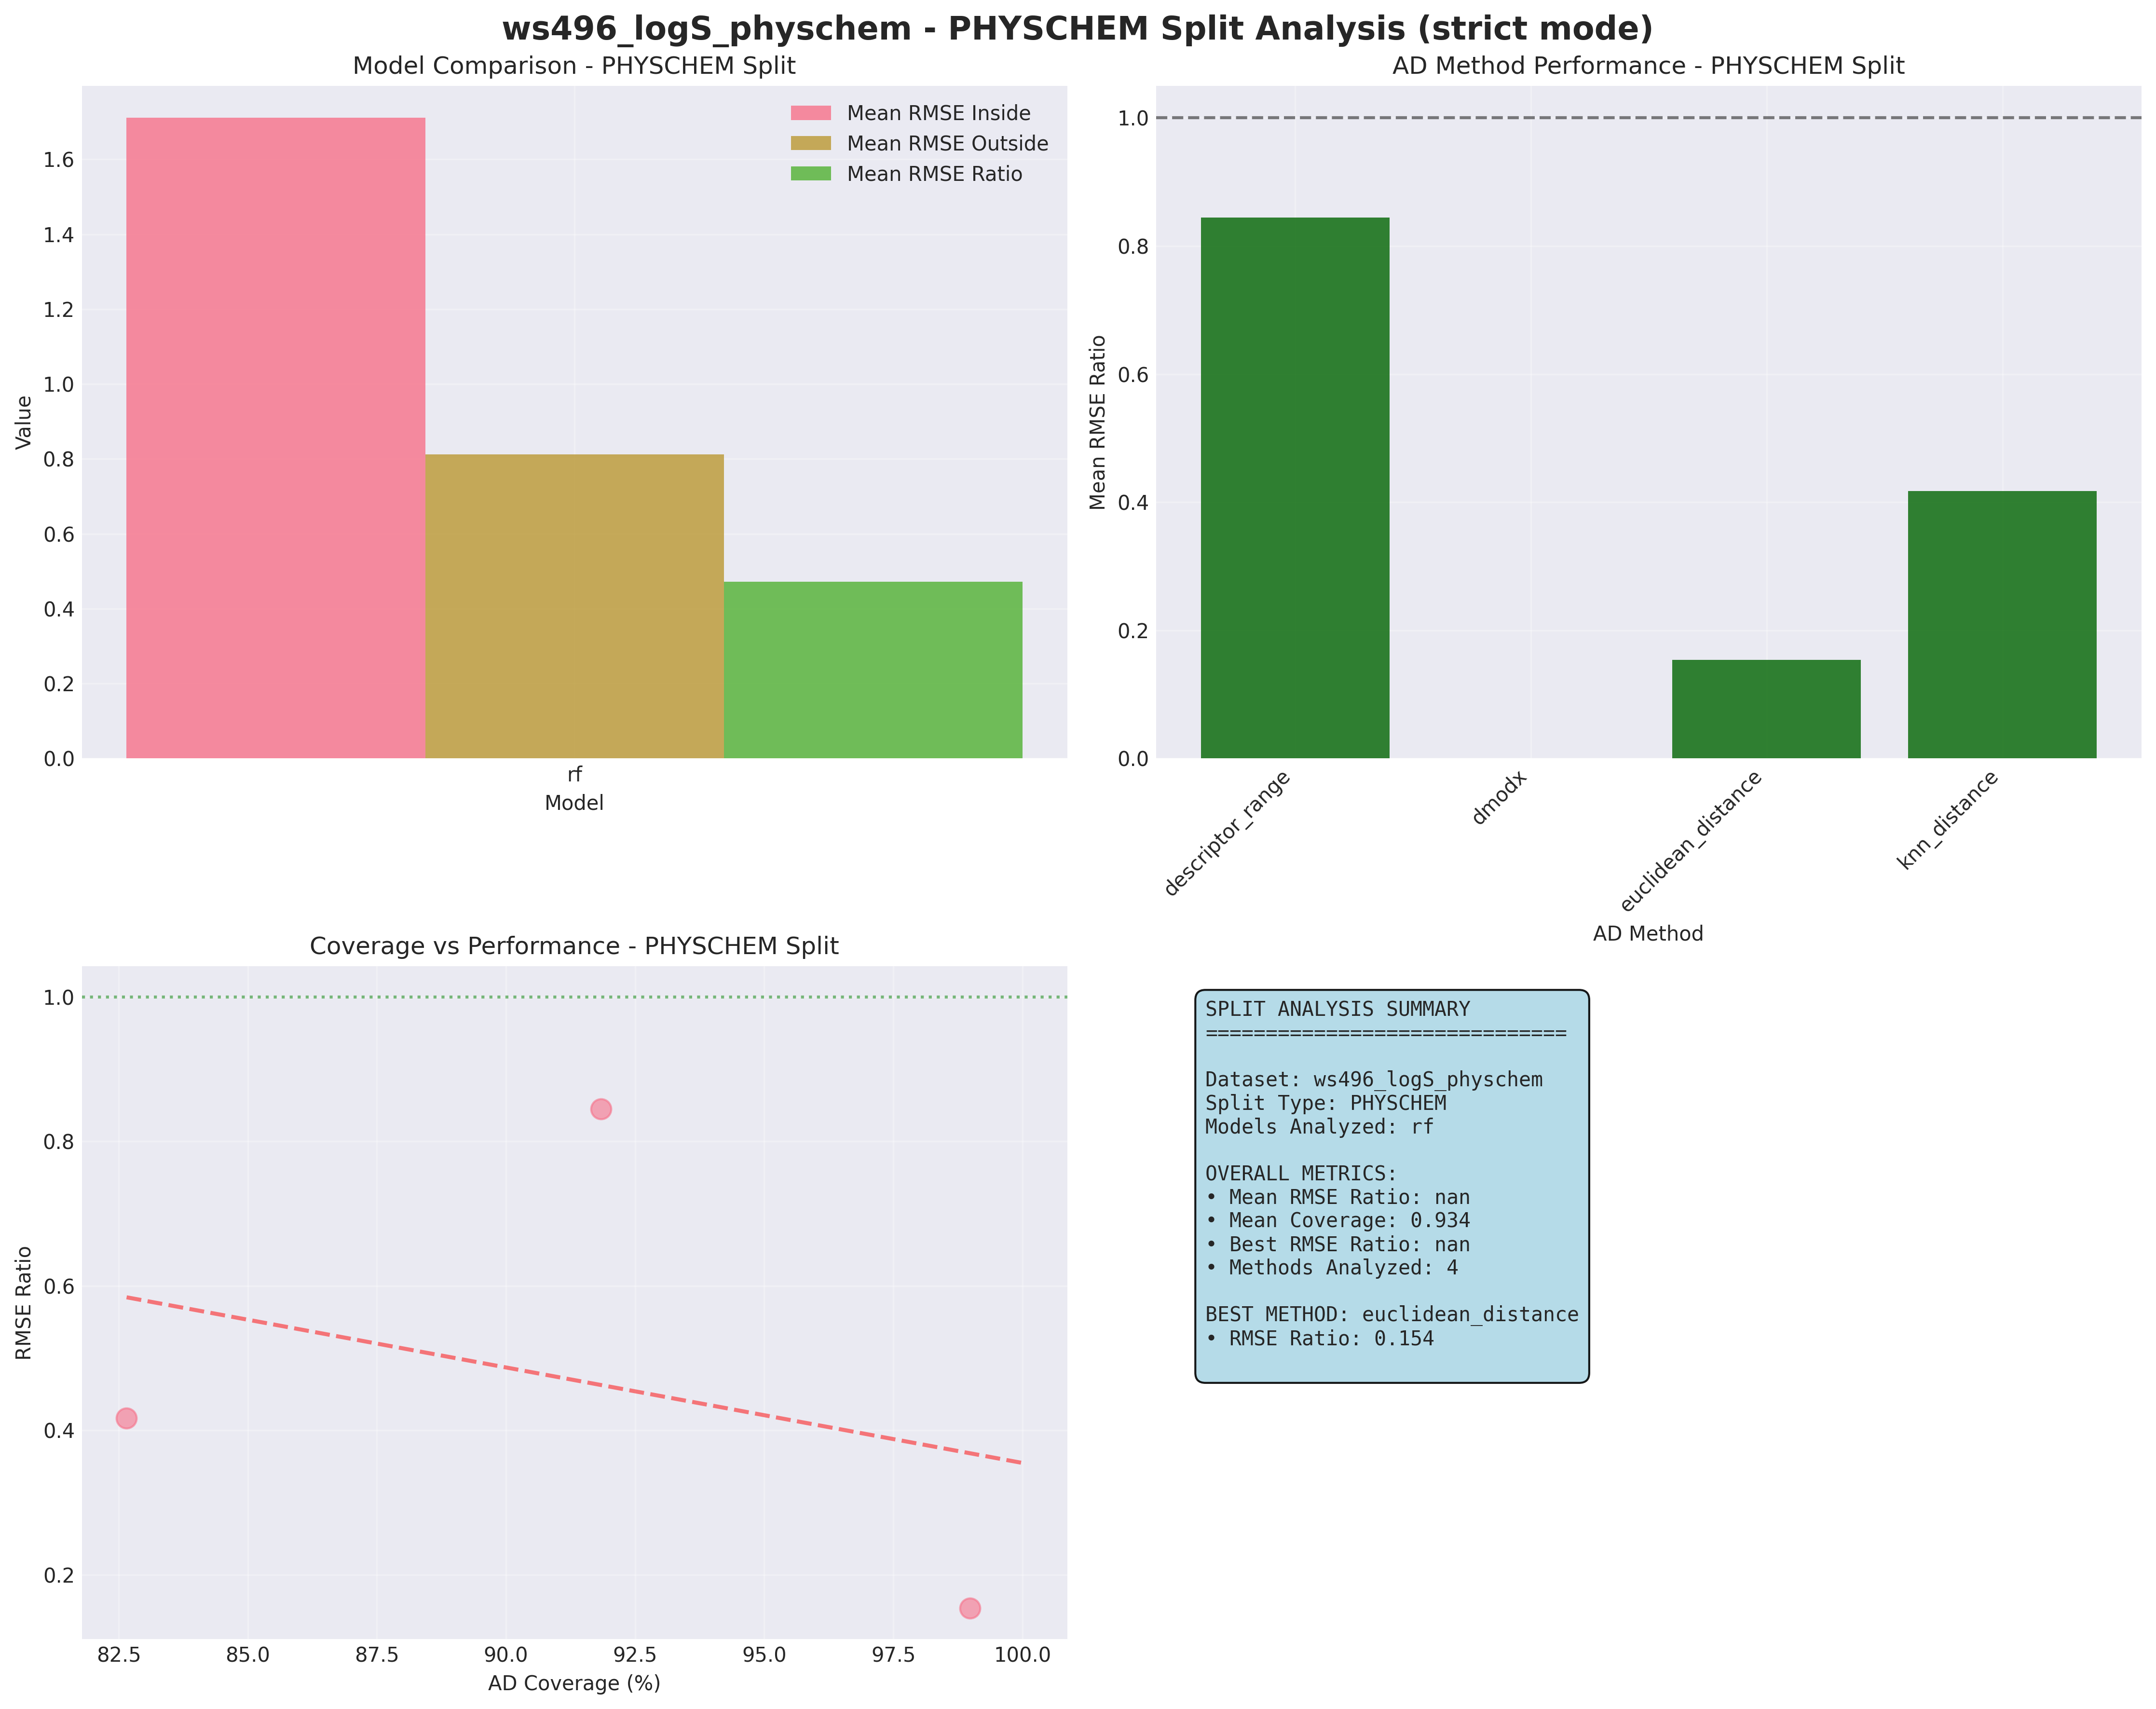 ws496_logS_physchem - PHYSCHEM Split Analysis (strict mode)
Model Comparison - PHYSCHEM Split
Value
1.6
1.4
1.2
1.0
0.8
0.6
0.4
0.2
0.0
Mean RMSE Inside
Mean RMSE Outside
Mean RMSE Ratio
rf
Model
AD Method Performance - PHYSCHEM Split
Mean RMSE Ratio
1.0
0.8
0.6
0.4
0.2
0.0
descriptor_range
dmodx
euclidean_distance
knn_distance
AD Method
Coverage vs Performance - PHYSCHEM Split
RMSE Ratio
1.0
0.8
0.6
0.4
0.2
82.5 85.0 87.5 90.0 92.5 95.0 97.5 100.0
AD Coverage (%)
SPLIT ANALYSIS SUMMARY
==============================
Dataset: ws496_logS_physchem
Split Type: PHYSCHEM
Models Analyzed: rf
OVERALL METRICS:
• Mean RMSE Ratio: nan
• Mean Coverage: 0.934
• Best RMSE Ratio: nan
• Methods Analyzed: 4
BEST METHOD: euclidean_distance
• RMSE Ratio: 0.154